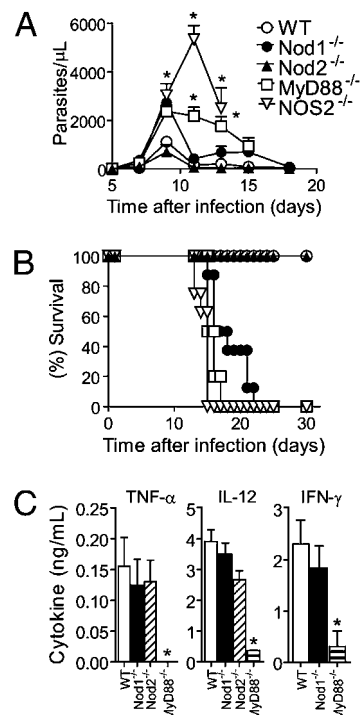 A
Parasites/μL
6000
4000
2000
0
* * * * *
WT
Nod1-/-
Nod2-/-
MyD88-/-
NOS2-/-
5 10 15 20
Time after infection (days)
B
(%) Survival
100
80
60
40
20
0
0 10 20 30
Time after infection (days)
C
TNF-α IL-12 IFN-γ
Cytokine (ng/mL)
0.25
0.20
0.15
0.10
0.05
0.00
*
WT
Nod1-/-
Nod2-/-
MyD88-/-
5
4
3
2
1
0
*
WT
Nod1-/-
Nod2-/-
MyD88-/-
3
2
1
0
*
WT
Nod1-/-
MyD88-/-